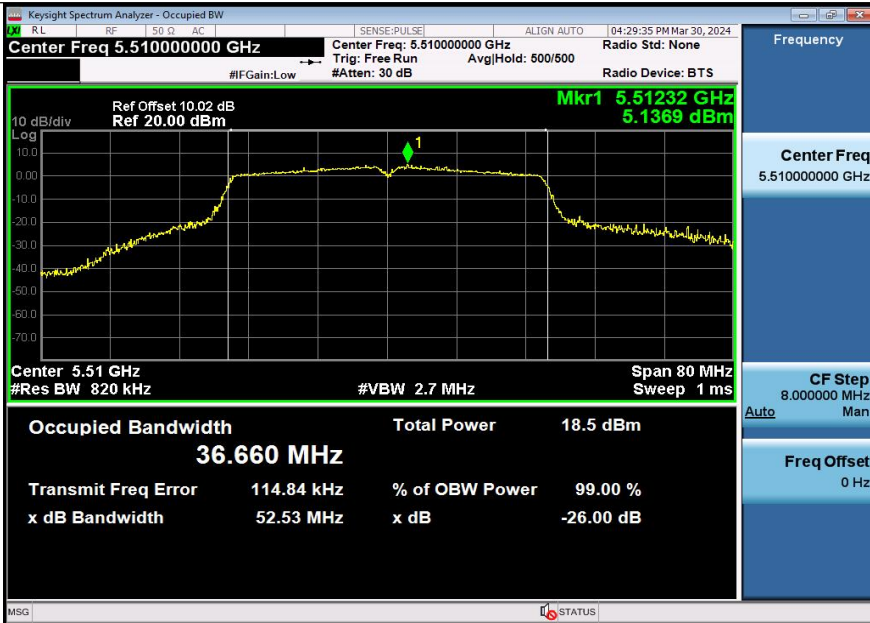 Keysight Spectrum Analyzer - Occupied BW
LXI RL RF 50 Ω AC SENSE:PULSE ALIGN AUTO 04:29:35 PM Mar 30, 2024
Center Freq 5.510000000 GHz
Center Freq: 5.510000000 GHz Radio Std: None
Trig: Free Run Avg|Hold: 500/500
#IFGain:Low #Atten: 30 dB Radio Device: BTS
Frequency
Ref Offset 10.02 dB Mkr1 5.51232 GHz
10 dB/div Ref 20.00 dBm 5.1369 dBm
Log
1
10.0
0.00
-10.0
-20.0
-30.0
-40.0
-50.0
-60.0
-70.0
Center 5.51 GHz Span 80 MHz
#Res BW 820 kHz #VBW 2.7 MHz Sweep 1 ms
Center Freq
5.510000000 GHz
CF Step
8.000000 MHz
Auto Man
Freq Offset
0 Hz
Occupied Bandwidth Total Power 18.5 dBm
36.660 MHz
Transmit Freq Error 114.84 kHz % of OBW Power 99.00 %
x dB Bandwidth 52.53 MHz x dB -26.00 dB
MSG STATUS